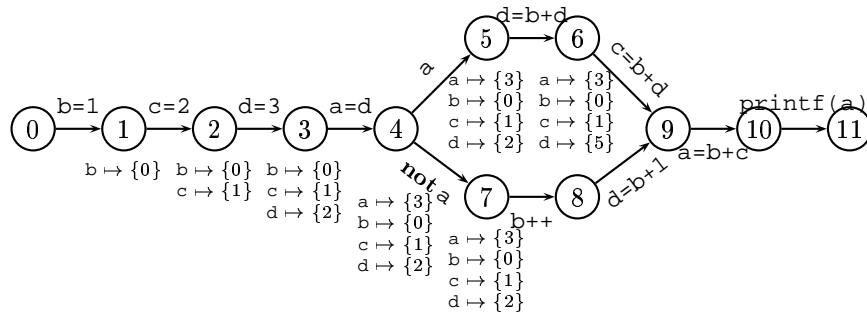 d=b+d
5
6
a
c=b+d
a ↦ {3}
b ↦ {0}
c ↦ {1}
d ↦ {2}
a ↦ {3}
b ↦ {0}
c ↦ {1}
d ↦ {5}
b=1
c=2
d=3
a=d
0
1
2
3
4
9
10
11
a=b+c
printf(a)
b ↦ {0}
b ↦ {0}
c ↦ {1}
b ↦ {0}
c ↦ {1}
d ↦ {2}
a ↦ {3}
b ↦ {0}
c ↦ {1}
d ↦ {2}
not a
7
8
b++
d=b+1
a ↦ {3}
b ↦ {0}
c ↦ {1}
d ↦ {2}